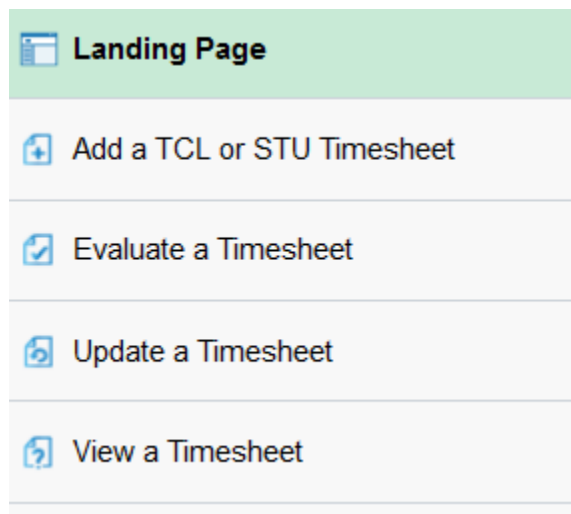 Landing Page
Add a TCL or STU Timesheet
Evaluate a Timesheet
Update a Timesheet
View a Timesheet